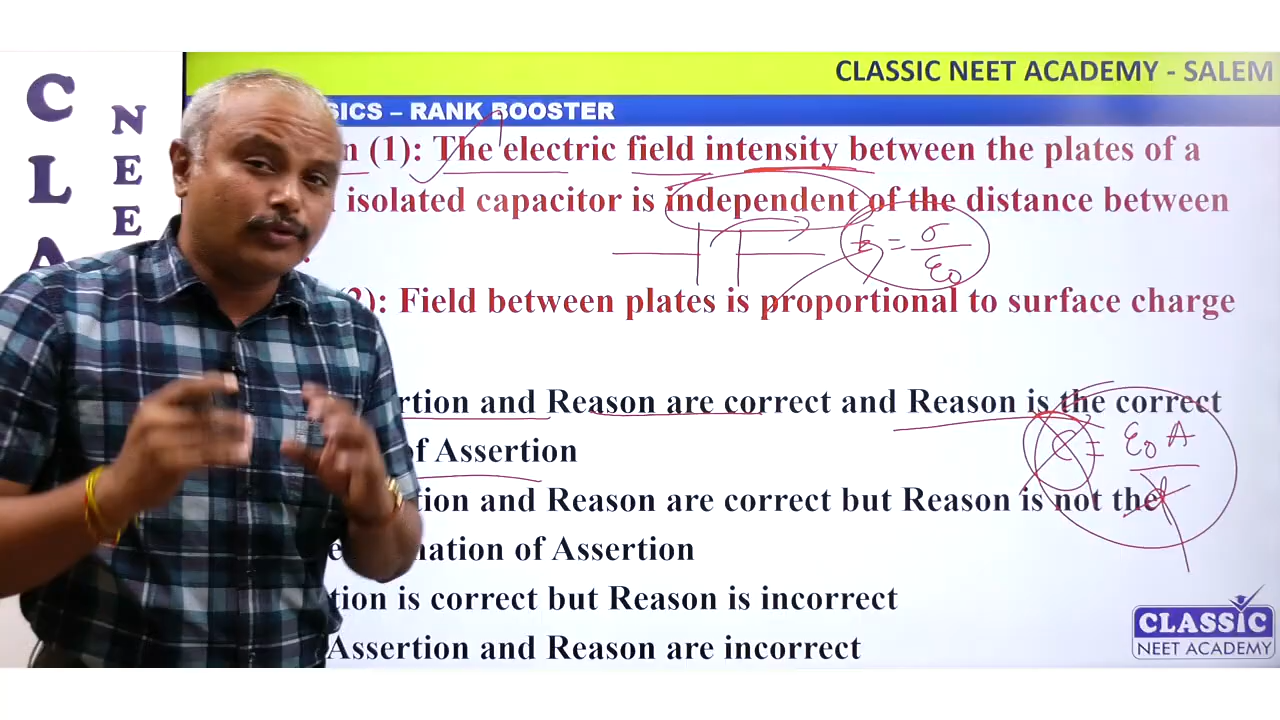 CLASSIC NEET ACADEMY - SALEM
C
L
A
N
E
E
SICS – RANK BOOSTER
n (1): The electric field intensity between the plates of a
isolated capacitor is independent of the distance between
E = σ
ε0
(2): Field between plates is proportional to surface charge
rtion and Reason are correct and Reason is the correct
of Assertion
C = ε0 A
d
tion and Reason are correct but Reason is not the
nation of Assertion
tion is correct but Reason is incorrect
Assertion and Reason are incorrect
CLASSIC
NEET ACADEMY